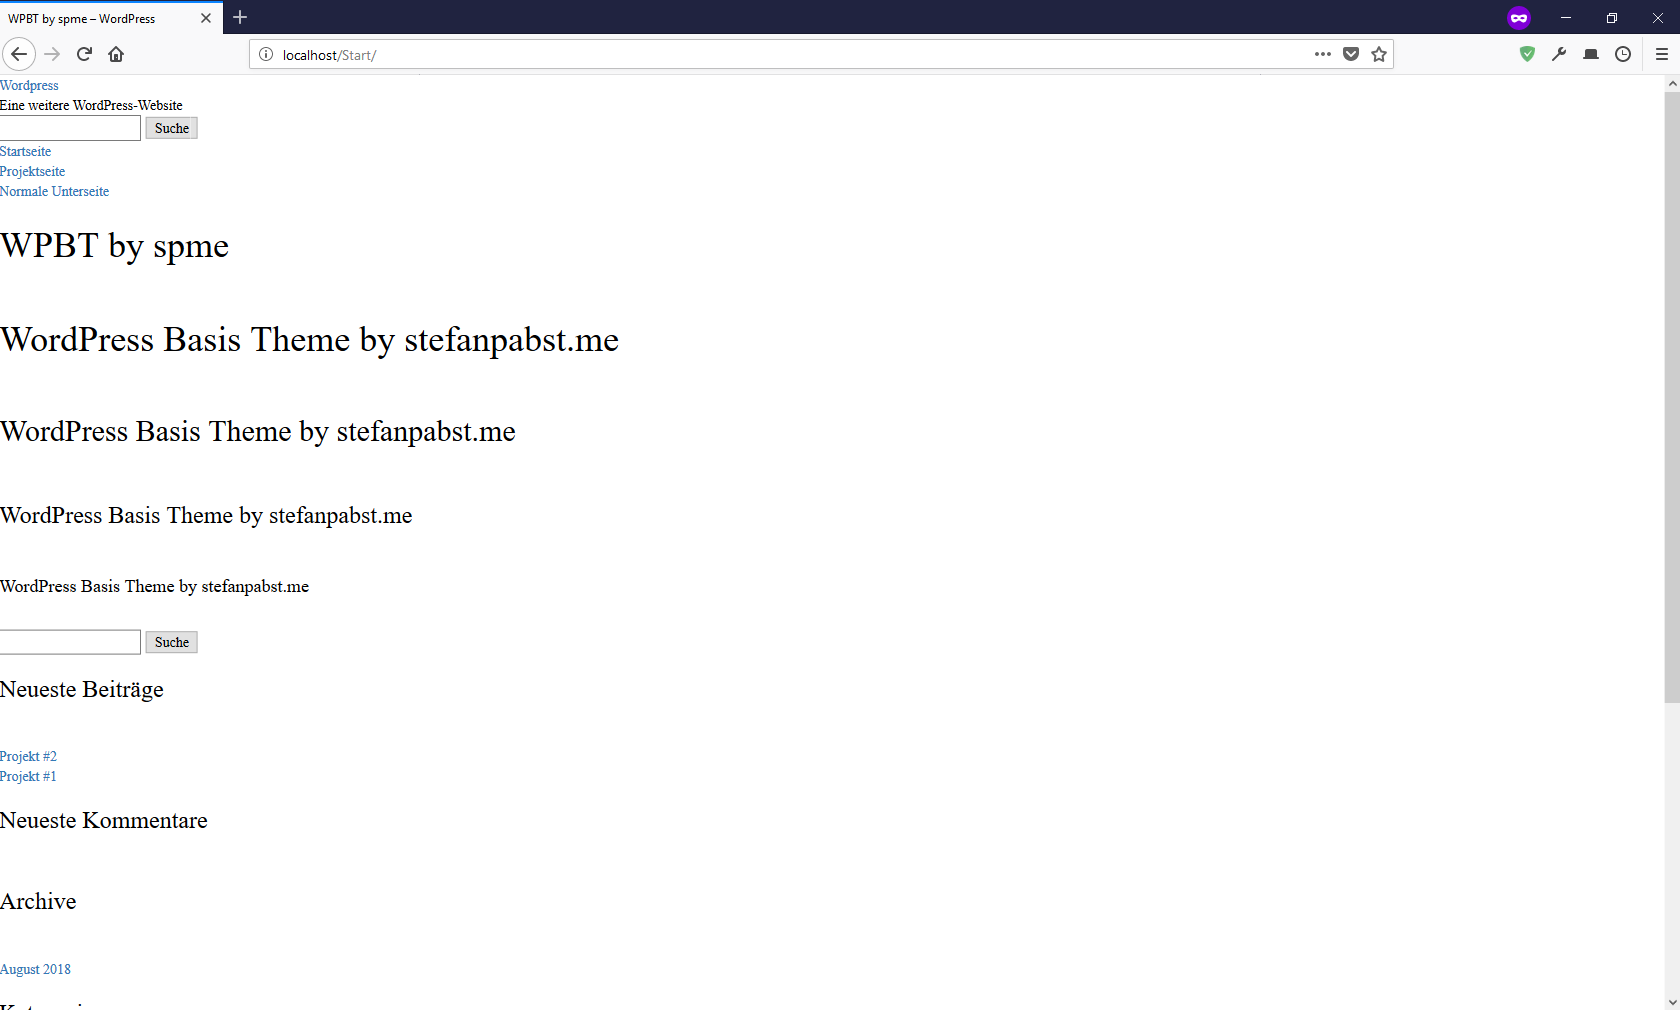 WPBT by spme – WordPress
localhost/Start/
Wordpress
Eine weitere WordPress-Website
Suche
Startseite
Projektseite
Normale Unterseite
WPBT by spme
WordPress Basis Theme by stefanpabst.me
WordPress Basis Theme by stefanpabst.me
WordPress Basis Theme by stefanpabst.me
WordPress Basis Theme by stefanpabst.me
Suche
Neueste Beiträge
Projekt #2
Projekt #1
Neueste Kommentare
Archive
August 2018